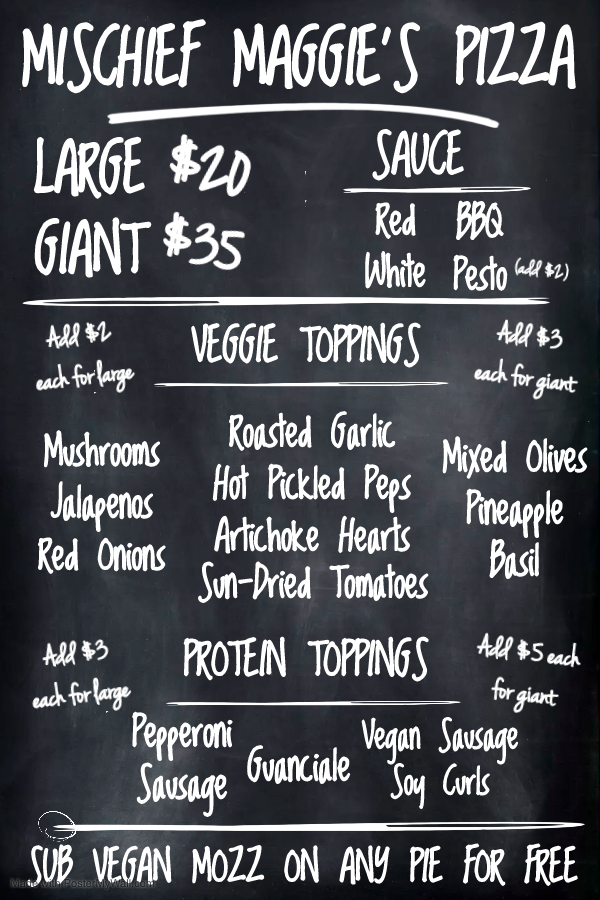 MISCHIEF MAGGIE'S PIZZA
LARGE $20
GIANT $35
SAUCE
Red BBQ
White Pesto (add $2)
Add $2
each for large
VEGGIE TOPPINGS
Add $3
each for giant
Mushrooms
Jalapenos
Red Onions
Roasted Garlic
Hot Pickled Peps
Artichoke Hearts
Sun-Dried Tomatoes
Mixed Olives
Pineapple
Basil
Add $3
each for large
PROTEIN TOPPINGS
Add $5 each
for giant
Pepperoni
Sausage
Guanciale
Vegan Sausage
Soy Curls
SUB VEGAN MOZZ ON ANY PIE FOR FREE
Made with PosterMyWall.com